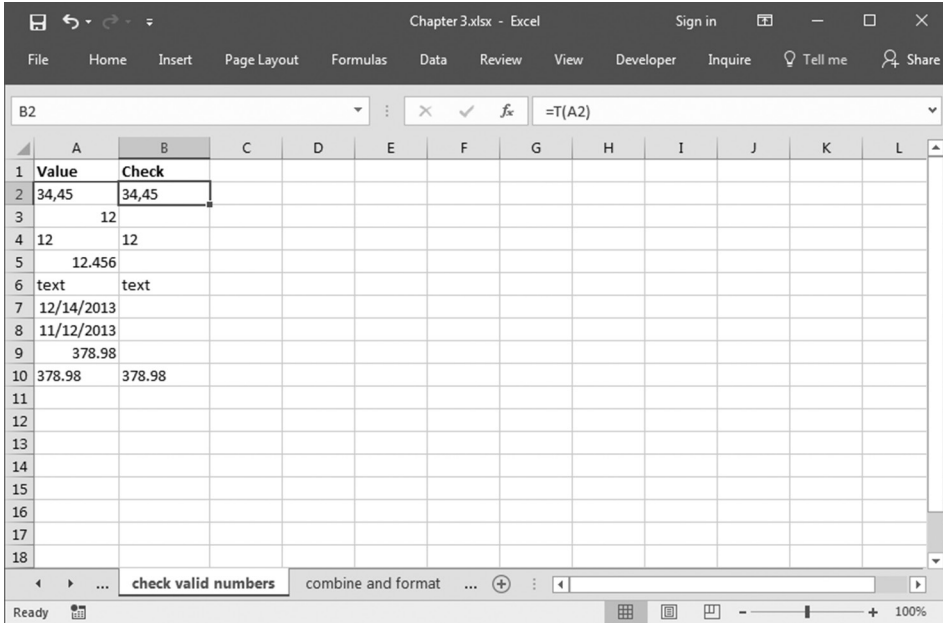 Chapter 3.xlsx - Excel Sign in
File Home Insert Page Layout Formulas Data Review View Developer Inquire Tell me Share
B2 fx =T(A2)
A B C D E F G H I J K L
1 Value Check
2 34,45 34,45
3 12
4 12 12
5 12.456
6 text text
7 12/14/2013
8 11/12/2013
9 378.98
10 378.98 378.98
11
12
13
14
15
16
17
18
... check valid numbers combine and format ...
Ready 100%